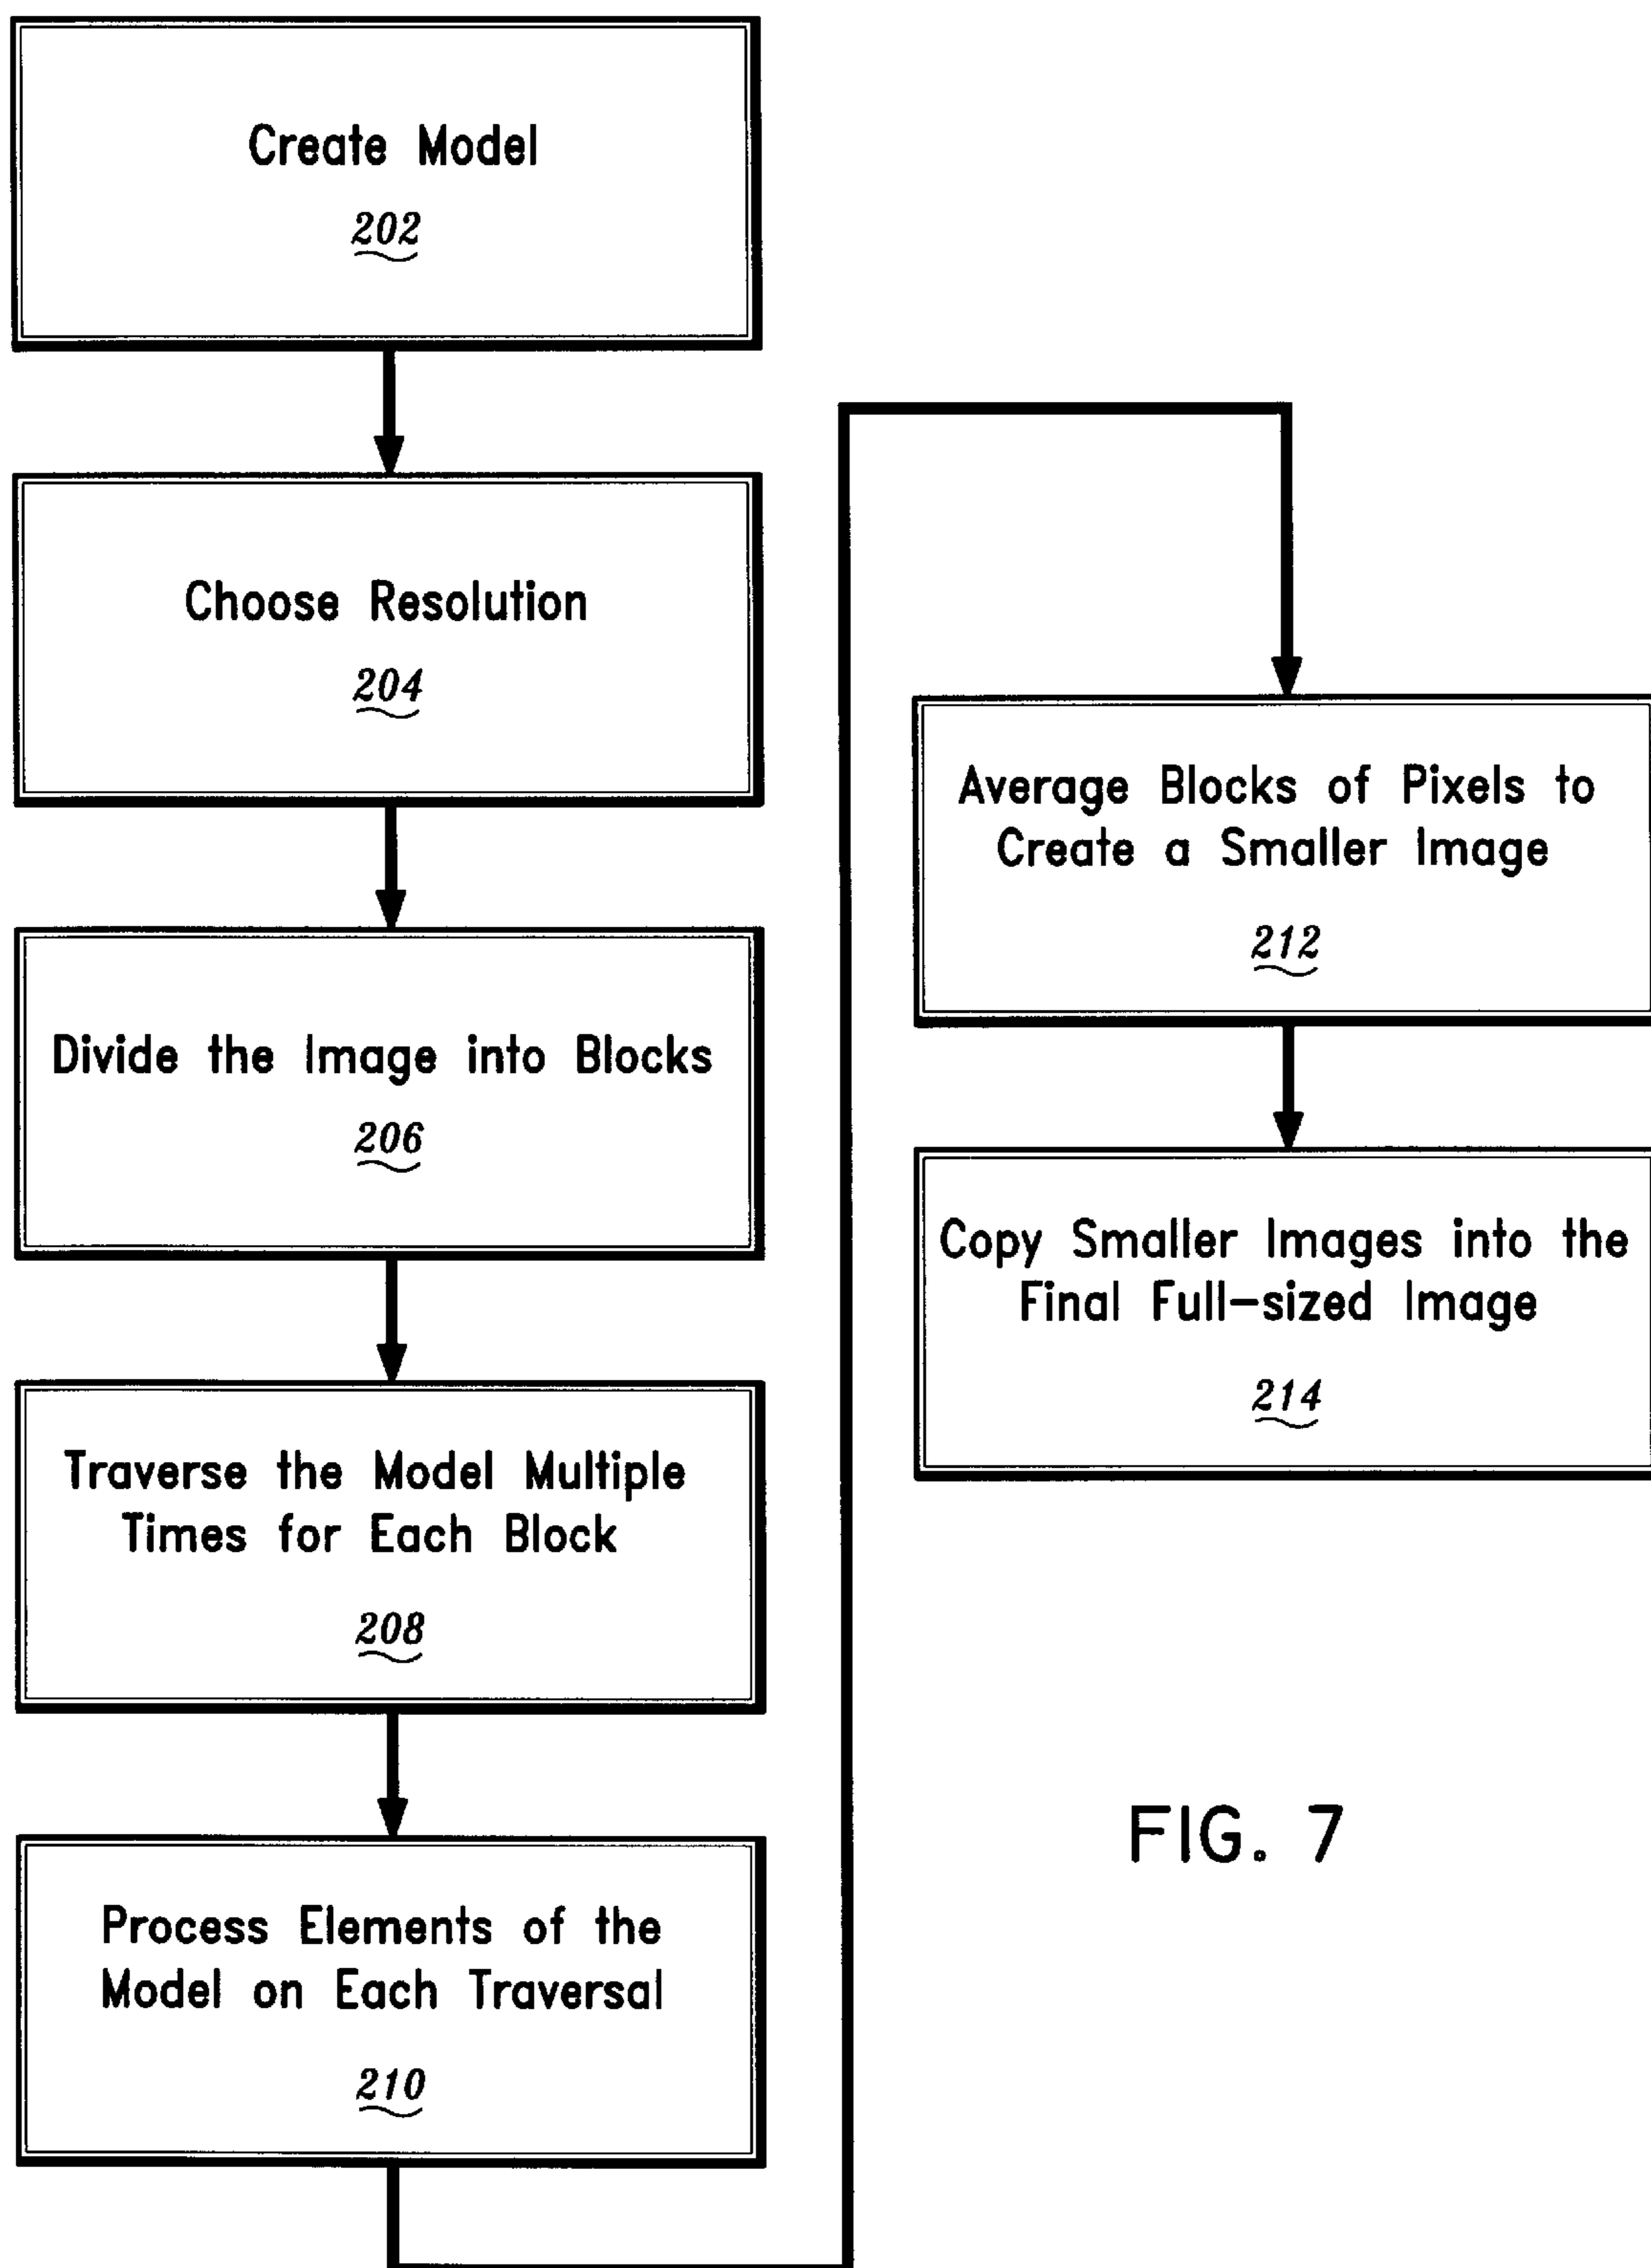 Create Model
202
Choose Resolution
204
Divide the Image into Blocks
206
Traverse the Model Multiple
Times for Each Block
208
Process Elements of the
Model on Each Traversal
210
Average Blocks of Pixels to
Create a Smaller Image
212
Copy Smaller Images into the
Final Full-sized Image
214
FIG. 7